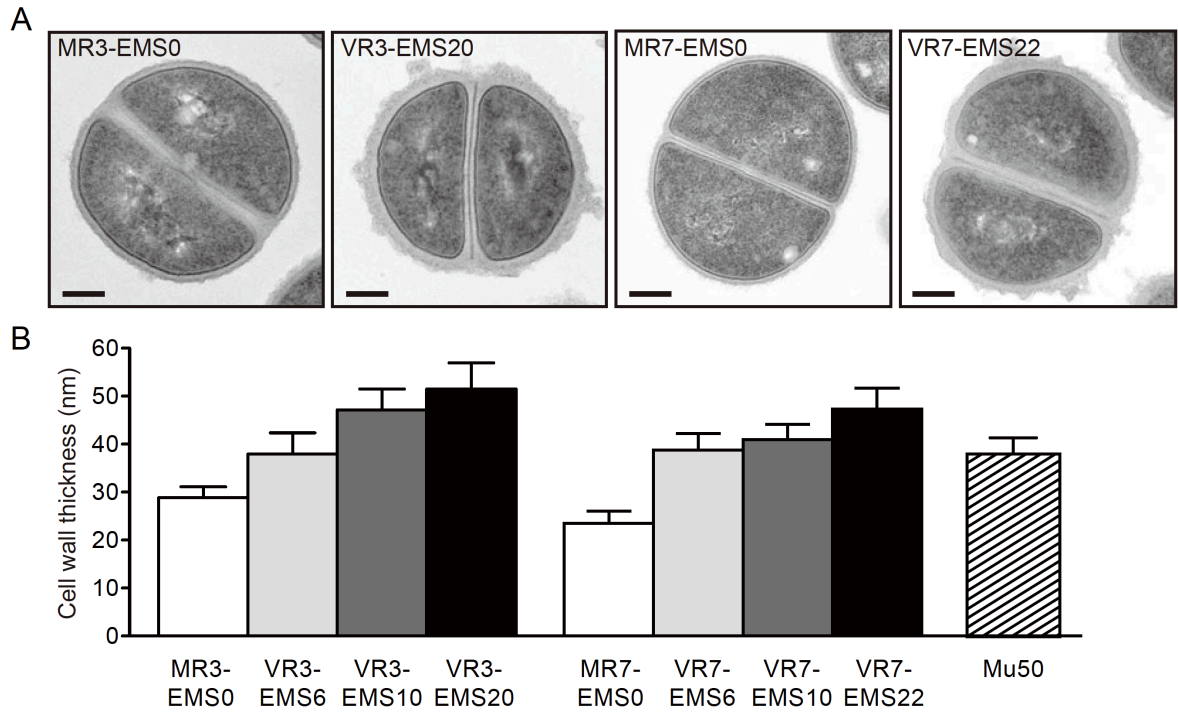 A
MR3-EMS0
VR3-EMS20
MR7-EMS0
VR7-EMS22
B
Cell wall thickness (nm)
60
50
40
30
20
10
0
MR3-
EMS0
VR3-
EMS6
VR3-
EMS10
VR3-
EMS20
MR7-
EMS0
VR7-
EMS6
VR7-
EMS10
VR7-
EMS22
Mu50